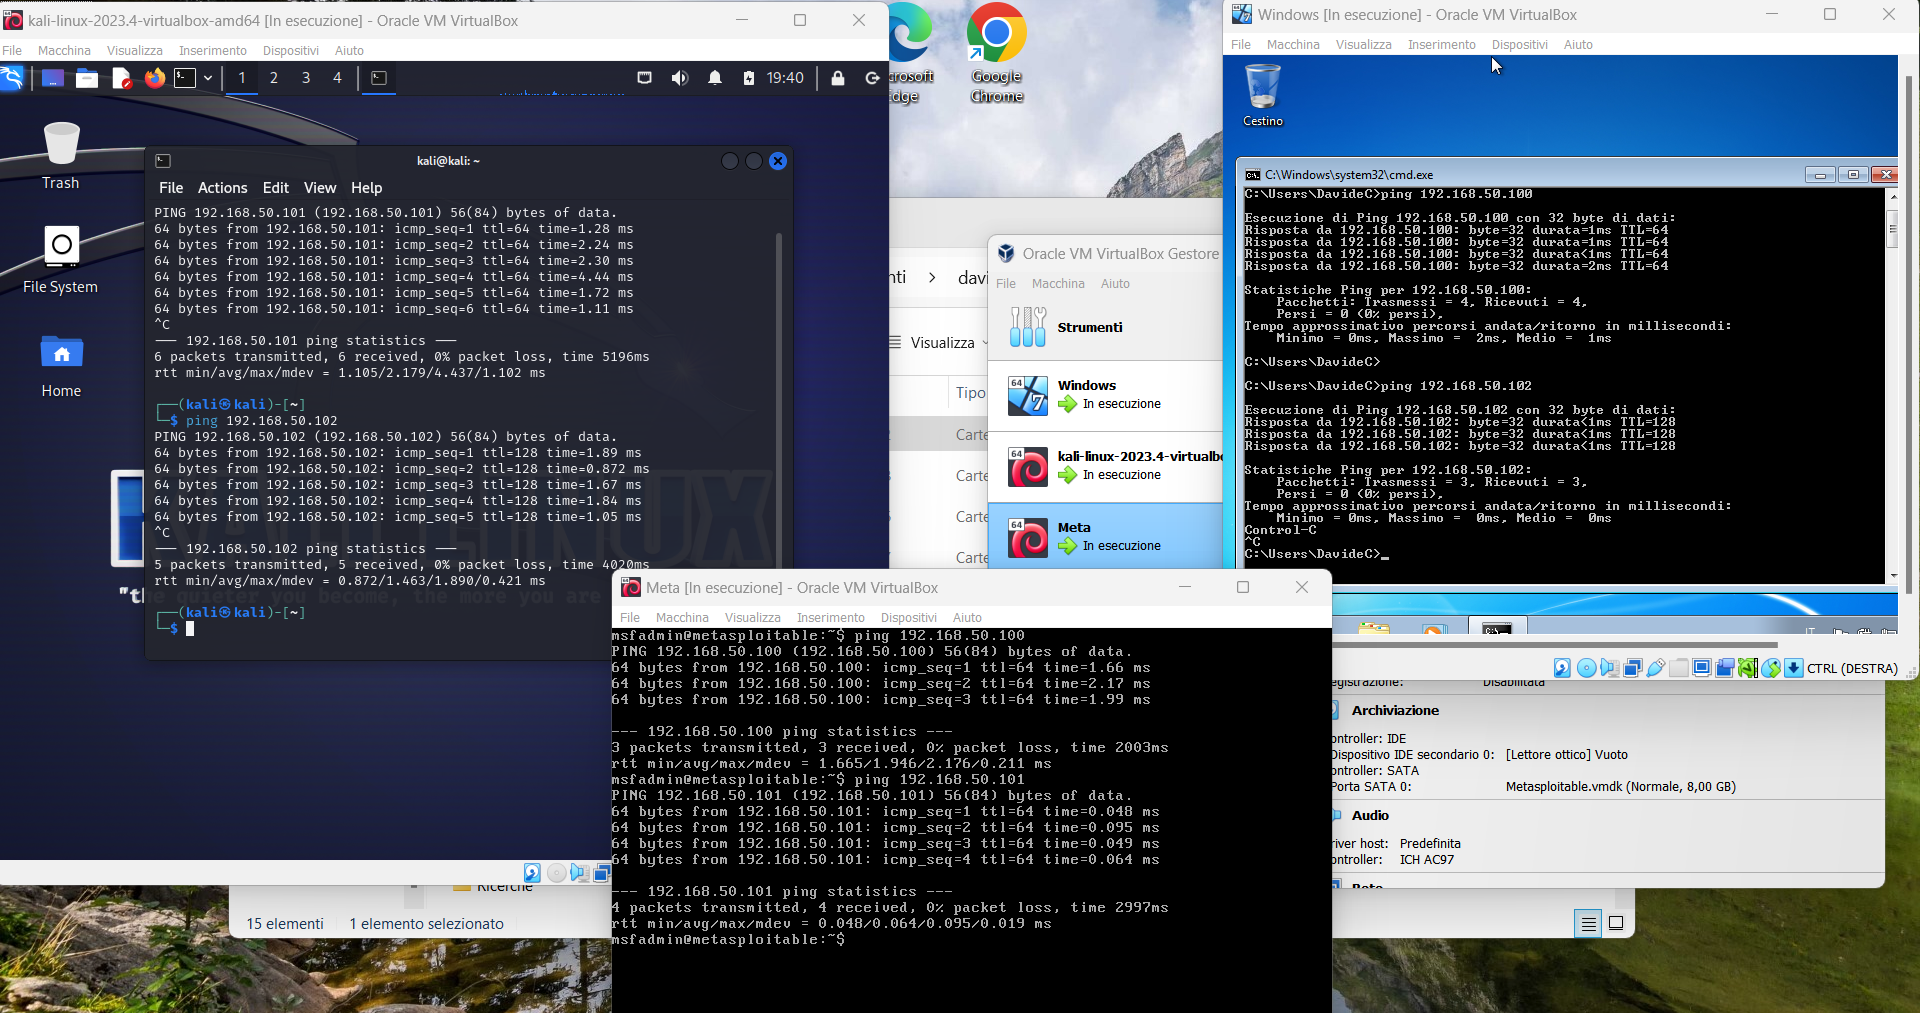 kali-linux-2023.4-virtualbox-amd64 [In esecuzione] - Oracle VM VirtualBox
File Macchina Visualizza Inserimento Dispositivi Aiuto
1 2 3 4 19:40
Trash
File System
Home
kali@kali: ~
File Actions Edit View Help
PING 192.168.50.101 (192.168.50.101) 56(84) bytes of data.
64 bytes from 192.168.50.101: icmp_seq=1 ttl=64 time=1.28 ms
64 bytes from 192.168.50.101: icmp_seq=2 ttl=64 time=2.24 ms
64 bytes from 192.168.50.101: icmp_seq=3 ttl=64 time=2.30 ms
64 bytes from 192.168.50.101: icmp_seq=4 ttl=64 time=4.44 ms
64 bytes from 192.168.50.101: icmp_seq=5 ttl=64 time=1.72 ms
64 bytes from 192.168.50.101: icmp_seq=6 ttl=64 time=1.11 ms
^C
--- 192.168.50.101 ping statistics ---
6 packets transmitted, 6 received, 0% packet loss, time 5196ms
rtt min/avg/max/mdev = 1.105/2.179/4.437/1.102 ms
┌──(kali㉿kali)-[~]
└─$ ping 192.168.50.102
PING 192.168.50.102 (192.168.50.102) 56(84) bytes of data.
64 bytes from 192.168.50.102: icmp_seq=1 ttl=128 time=1.89 ms
64 bytes from 192.168.50.102: icmp_seq=2 ttl=128 time=0.872 ms
64 bytes from 192.168.50.102: icmp_seq=3 ttl=128 time=1.67 ms
64 bytes from 192.168.50.102: icmp_seq=4 ttl=128 time=1.84 ms
64 bytes from 192.168.50.102: icmp_seq=5 ttl=128 time=1.05 ms
^C
--- 192.168.50.102 ping statistics ---
5 packets transmitted, 5 received, 0% packet loss, time 4020ms
rtt min/avg/max/mdev = 0.872/1.463/1.890/0.421 ms
"the quieter you become, the more you are
┌──(kali㉿kali)-[~]
└─$
crosoft
Edge
Google
Chrome
nti > davi
Visualizza
Tipo
Carte
Carte
Carte
Carte
Oracle VM VirtualBox Gestore
File Macchina Aiuto
Strumenti
64 Windows
In esecuzione
64 kali-linux-2023.4-virtualbo
In esecuzione
64 Meta
In esecuzione
Windows [In esecuzione] - Oracle VM VirtualBox
File Macchina Visualizza Inserimento Dispositivi Aiuto
Cestino
C:\Windows\system32\cmd.exe
C:\Users\DavideC>ping 192.168.50.100
Esecuzione di Ping 192.168.50.100 con 32 byte di dati:
Risposta da 192.168.50.100: byte=32 durata=1ms TTL=64
Risposta da 192.168.50.100: byte=32 durata=1ms TTL=64
Risposta da 192.168.50.100: byte=32 durata<1ms TTL=64
Risposta da 192.168.50.100: byte=32 durata=2ms TTL=64
Statistiche Ping per 192.168.50.100:
Pacchetti: Trasmessi = 4, Ricevuti = 4,
Persi = 0 (0% persi),
Tempo approssimativo percorsi andata/ritorno in millisecondi:
Minimo = 0ms, Massimo = 2ms, Medio = 1ms
C:\Users\DavideC>
C:\Users\DavideC>ping 192.168.50.102
Esecuzione di Ping 192.168.50.102 con 32 byte di dati:
Risposta da 192.168.50.102: byte=32 durata<1ms TTL=128
Risposta da 192.168.50.102: byte=32 durata<1ms TTL=128
Risposta da 192.168.50.102: byte=32 durata<1ms TTL=128
Statistiche Ping per 192.168.50.102:
Pacchetti: Trasmessi = 3, Ricevuti = 3,
Persi = 0 (0% persi),
Tempo approssimativo percorsi andata/ritorno in millisecondi:
Minimo = 0ms, Massimo = 0ms, Medio = 0ms
Control-C
^C
C:\Users\DavideC>_
IT
CTRL (DESTRA)
Meta [In esecuzione] - Oracle VM VirtualBox
File Macchina Visualizza Inserimento Dispositivi Aiuto
msfadmin@metasploitable:~$ ping 192.168.50.100
PING 192.168.50.100 (192.168.50.100) 56(84) bytes of data.
64 bytes from 192.168.50.100: icmp_seq=1 ttl=64 time=1.66 ms
64 bytes from 192.168.50.100: icmp_seq=2 ttl=64 time=2.17 ms
64 bytes from 192.168.50.100: icmp_seq=3 ttl=64 time=1.99 ms
--- 192.168.50.100 ping statistics ---
3 packets transmitted, 3 received, 0% packet loss, time 2003ms
rtt min/avg/max/mdev = 1.665/1.946/2.176/0.211 ms
msfadmin@metasploitable:~$ ping 192.168.50.101
PING 192.168.50.101 (192.168.50.101) 56(84) bytes of data.
64 bytes from 192.168.50.101: icmp_seq=1 ttl=64 time=0.048 ms
64 bytes from 192.168.50.101: icmp_seq=2 ttl=64 time=0.095 ms
64 bytes from 192.168.50.101: icmp_seq=3 ttl=64 time=0.049 ms
64 bytes from 192.168.50.101: icmp_seq=4 ttl=64 time=0.064 ms
--- 192.168.50.101 ping statistics ---
4 packets transmitted, 4 received, 0% packet loss, time 2997ms
rtt min/avg/max/mdev = 0.048/0.064/0.095/0.019 ms
msfadmin@metasploitable:~$
egistrazione: Disabilitata
Archiviazione
ontroller: IDE
Dispositivo IDE secondario 0: [Lettore ottico] Vuoto
ontroller: SATA
Porta SATA 0: Metasploitable.vmdk (Normale, 8,00 GB)
Audio
river host: Predefinita
ontroller: ICH AC97
Rete
Ricerche
15 elementi 1 elemento selezionato